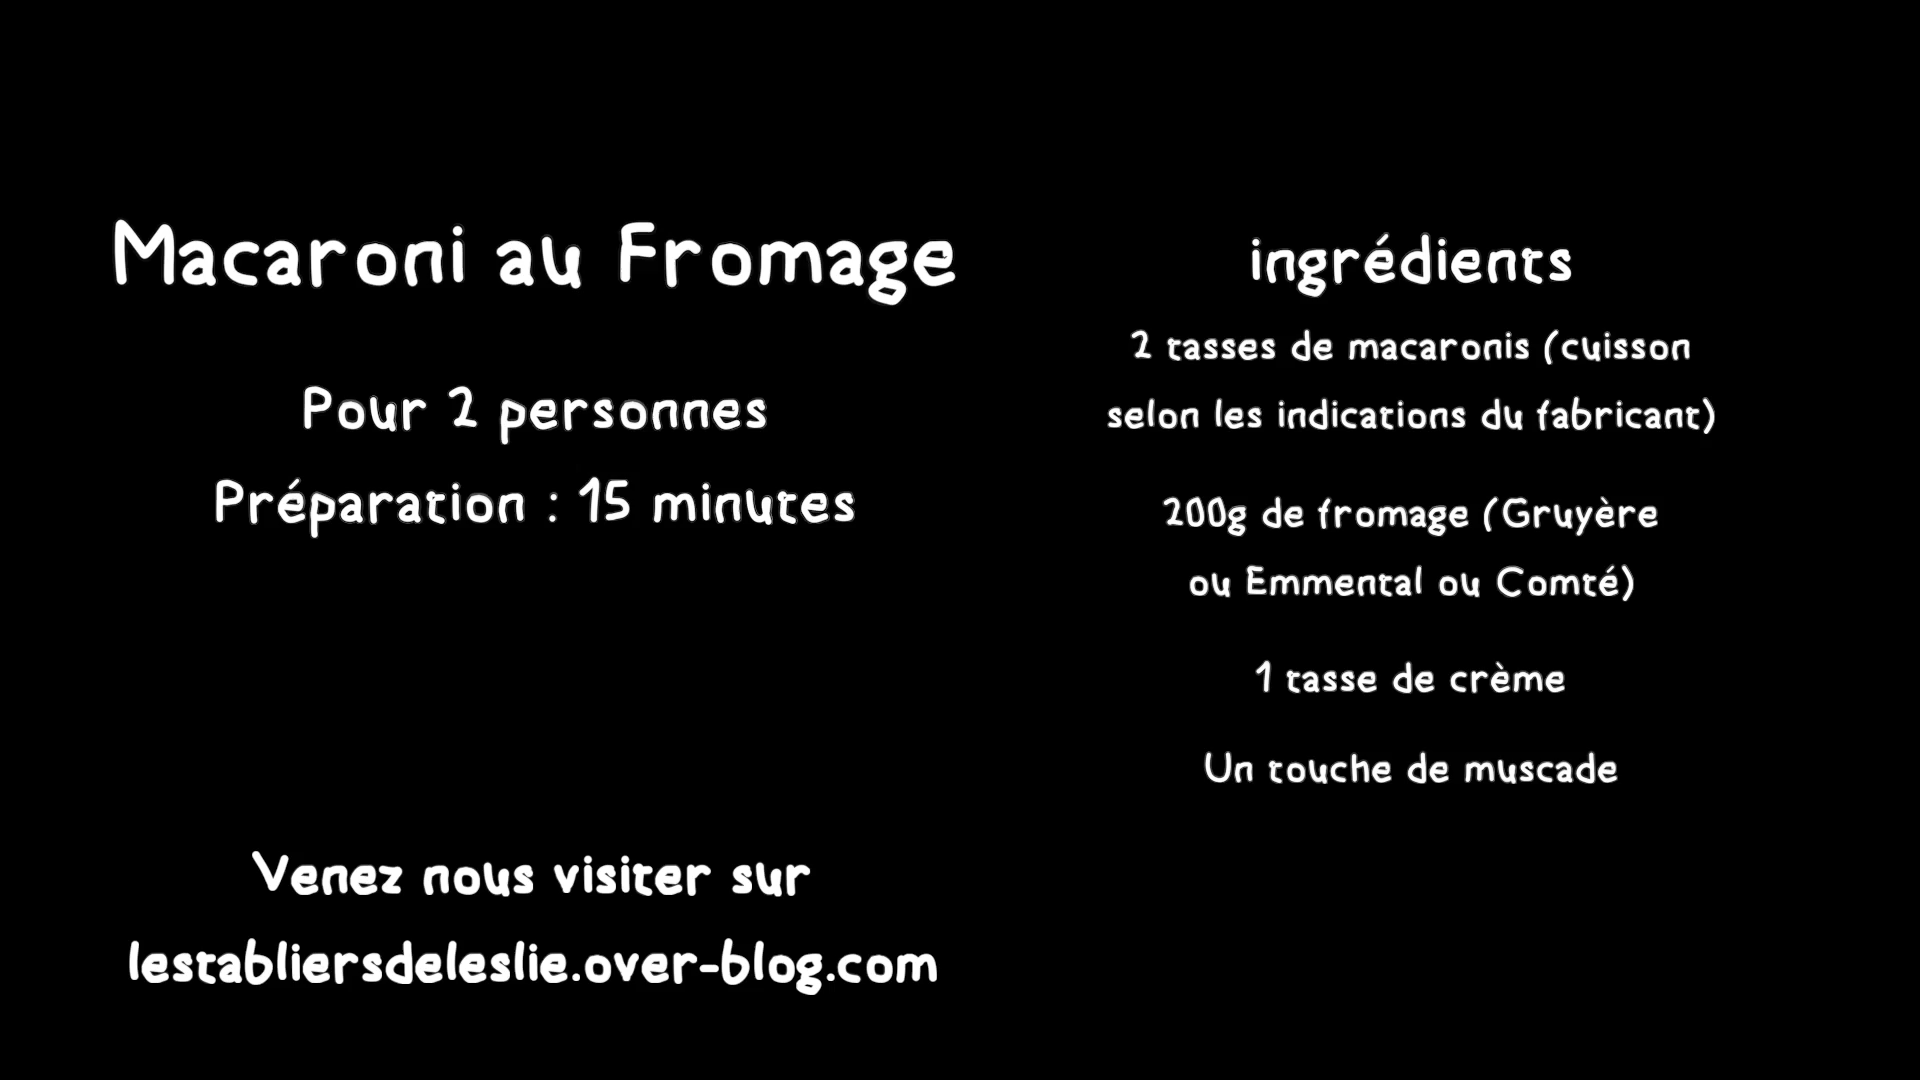 Macaroni au Fromage
Pour 2 personnes
Préparation : 15 minutes
Venez nous visiter sur
lestabliersdeleslie.over-blog.com
ingrédients
2 tasses de macaronis (cuisson
selon les indications du fabricant)
200g de fromage (Gruyère
ou Emmental ou Comté)
1 tasse de crème
Un touche de muscade